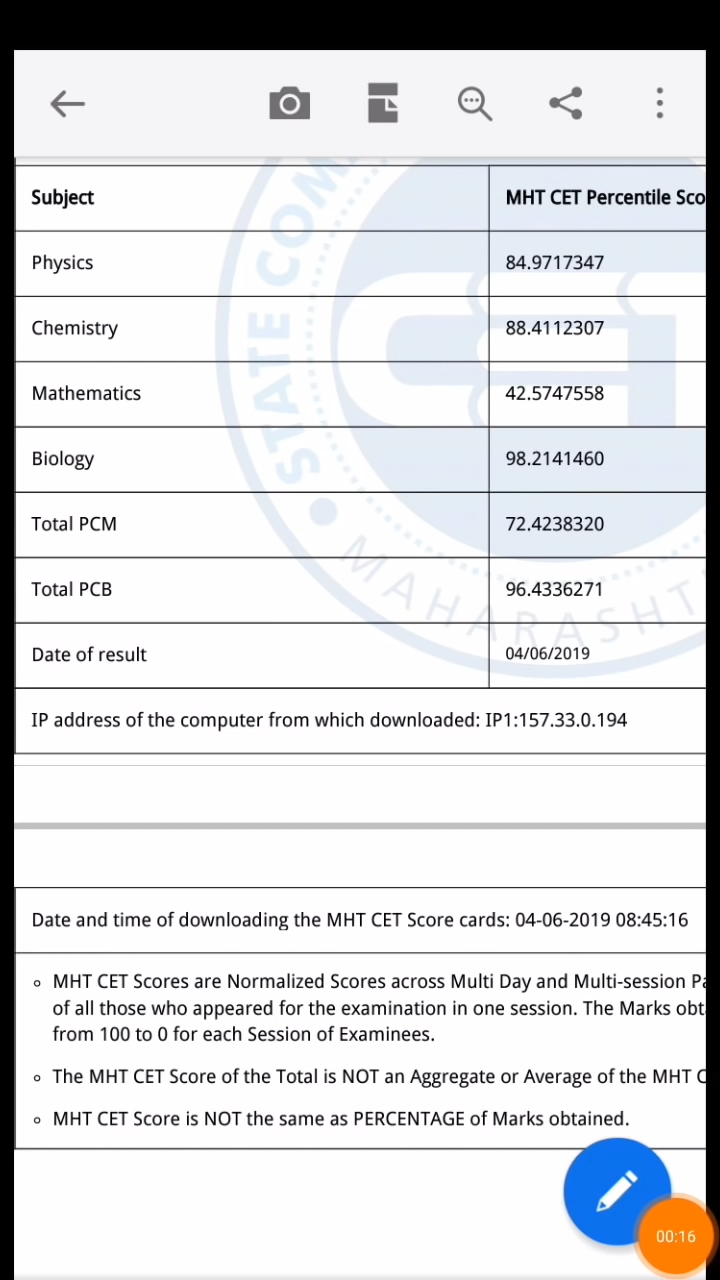 Subject MHT CET Percentile Sco
Physics 84.9717347
Chemistry 88.4112307
Mathematics 42.5747558
Biology 98.2141460
Total PCM 72.4238320
Total PCB 96.4336271
Date of result 04/06/2019
IP address of the computer from which downloaded: IP1:157.33.0.194
STATE COM
MAHARASHT
Date and time of downloading the MHT CET Score cards: 04-06-2019 08:45:16
MHT CET Scores are Normalized Scores across Multi Day and Multi-session Pa
of all those who appeared for the examination in one session. The Marks obt
from 100 to 0 for each Session of Examinees.
The MHT CET Score of the Total is NOT an Aggregate or Average of the MHT C
MHT CET Score is NOT the same as PERCENTAGE of Marks obtained.
00:16